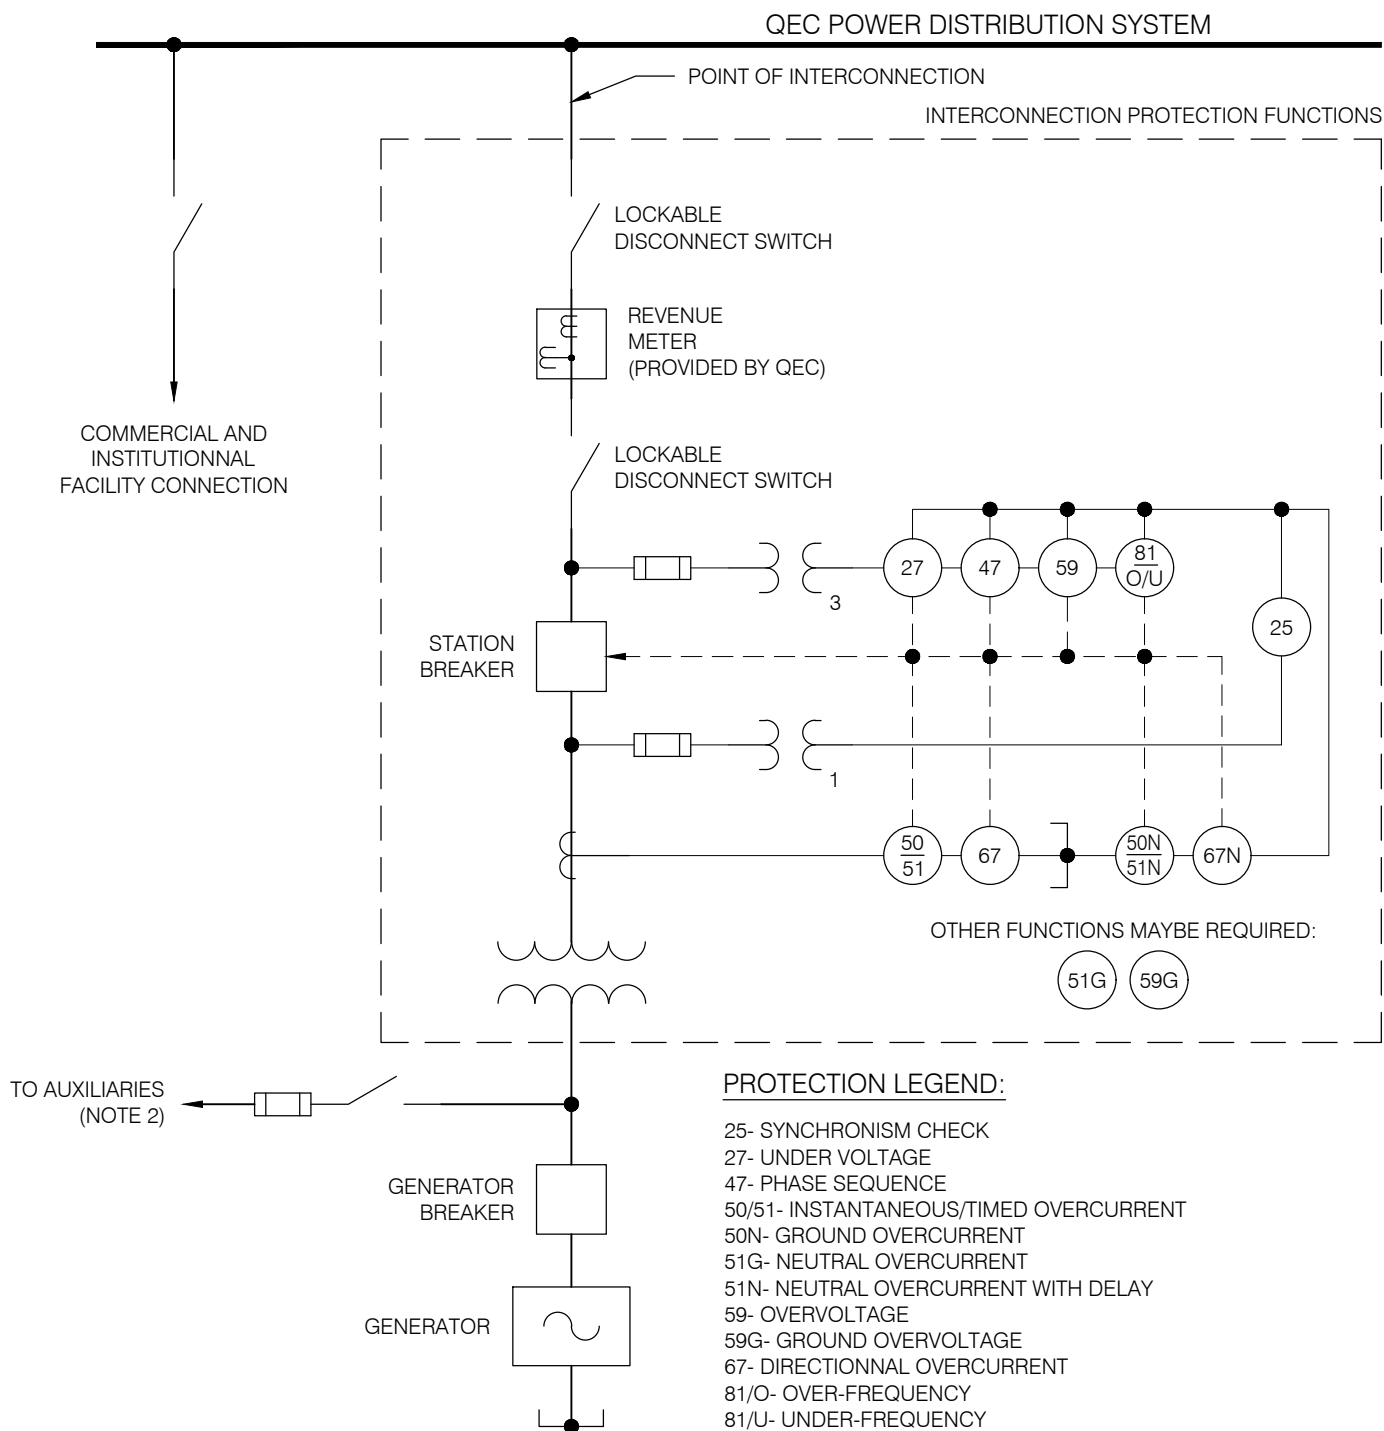 QEC POWER DISTRIBUTION SYSTEM
POINT OF INTERCONNECTION
INTERCONNECTION PROTECTION FUNCTIONS
LOCKABLE
DISCONNECT SWITCH
REVENUE
METER
(PROVIDED BY QEC)
COMMERCIAL AND
INSTITUTIONNAL
FACILITY CONNECTION
LOCKABLE
DISCONNECT SWITCH
27
47
59
81
O/U
3
25
STATION
BREAKER
1
50
51
67
50N
51N
67N
OTHER FUNCTIONS MAYBE REQUIRED:
51G
59G
TO AUXILIARIES
(NOTE 2)
GENERATOR
BREAKER
GENERATOR
PROTECTION LEGEND:
25- SYNCHRONISM CHECK
27- UNDER VOLTAGE
47- PHASE SEQUENCE
50/51- INSTANTANEOUS/TIMED OVERCURRENT
50N- GROUND OVERCURRENT
51G- NEUTRAL OVERCURRENT
51N- NEUTRAL OVERCURRENT WITH DELAY
59- OVERVOLTAGE
59G- GROUND OVERVOLTAGE
67- DIRECTIONNAL OVERCURRENT
81/O- OVER-FREQUENCY
81/U- UNDER-FREQUENCY